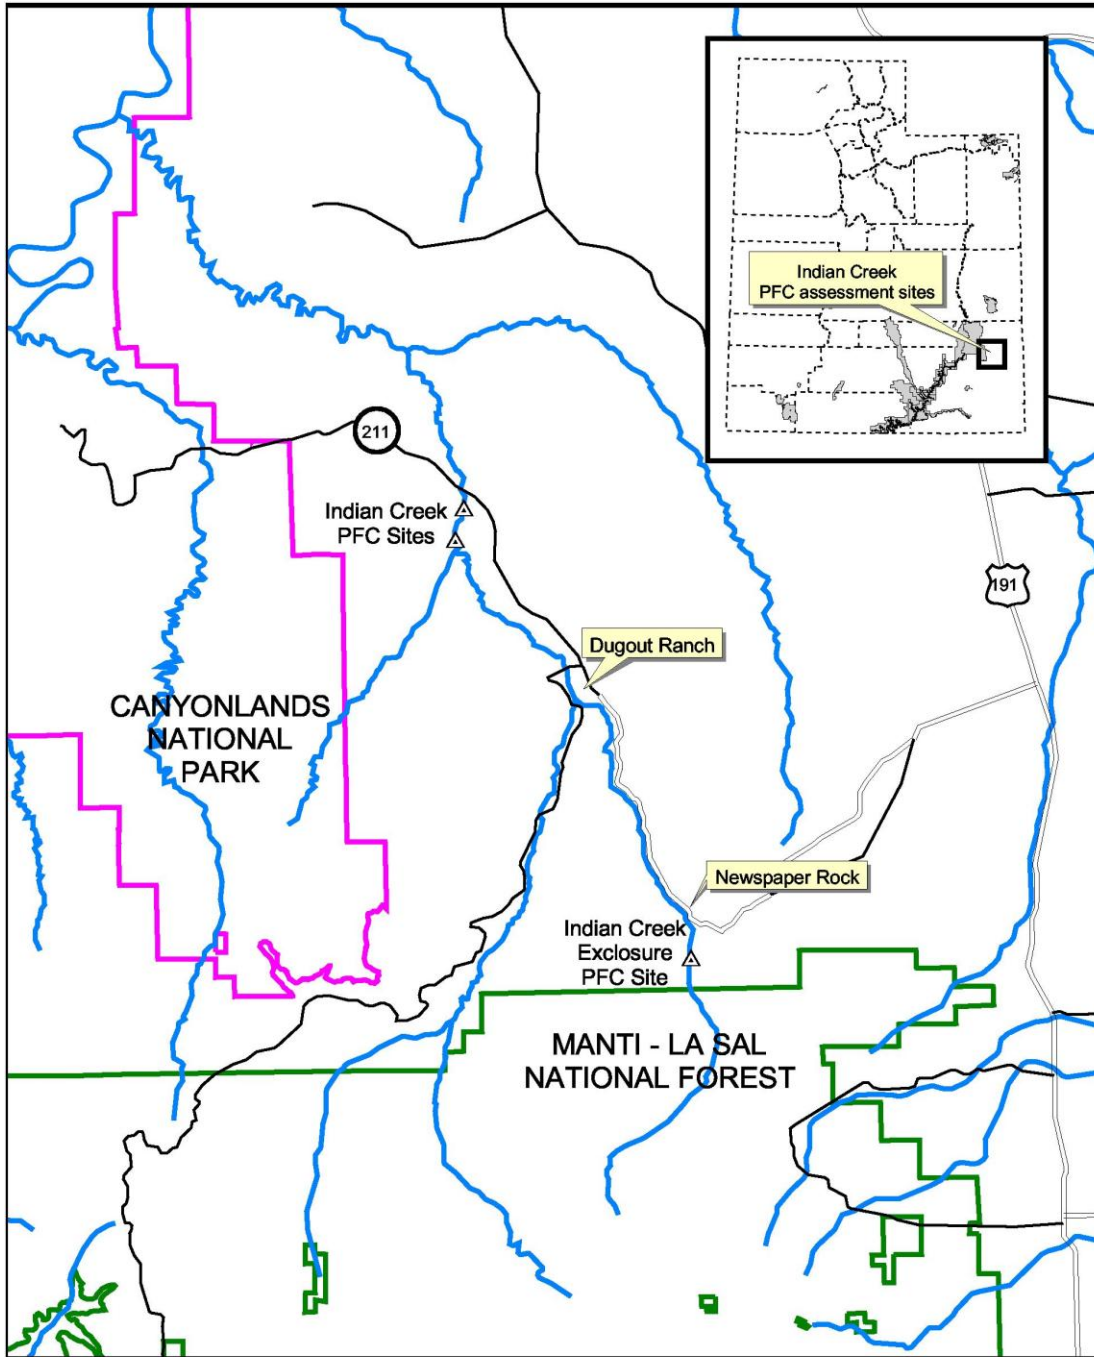 Indian Creek
PFC assessment sites
211
Indian Creek
PFC Sites
191
Dugout Ranch
CANYONLANDS
NATIONAL
PARK
Newspaper Rock
Indian Creek
Exclosure
PFC Site
MANTI - LA SAL
NATIONAL FOREST